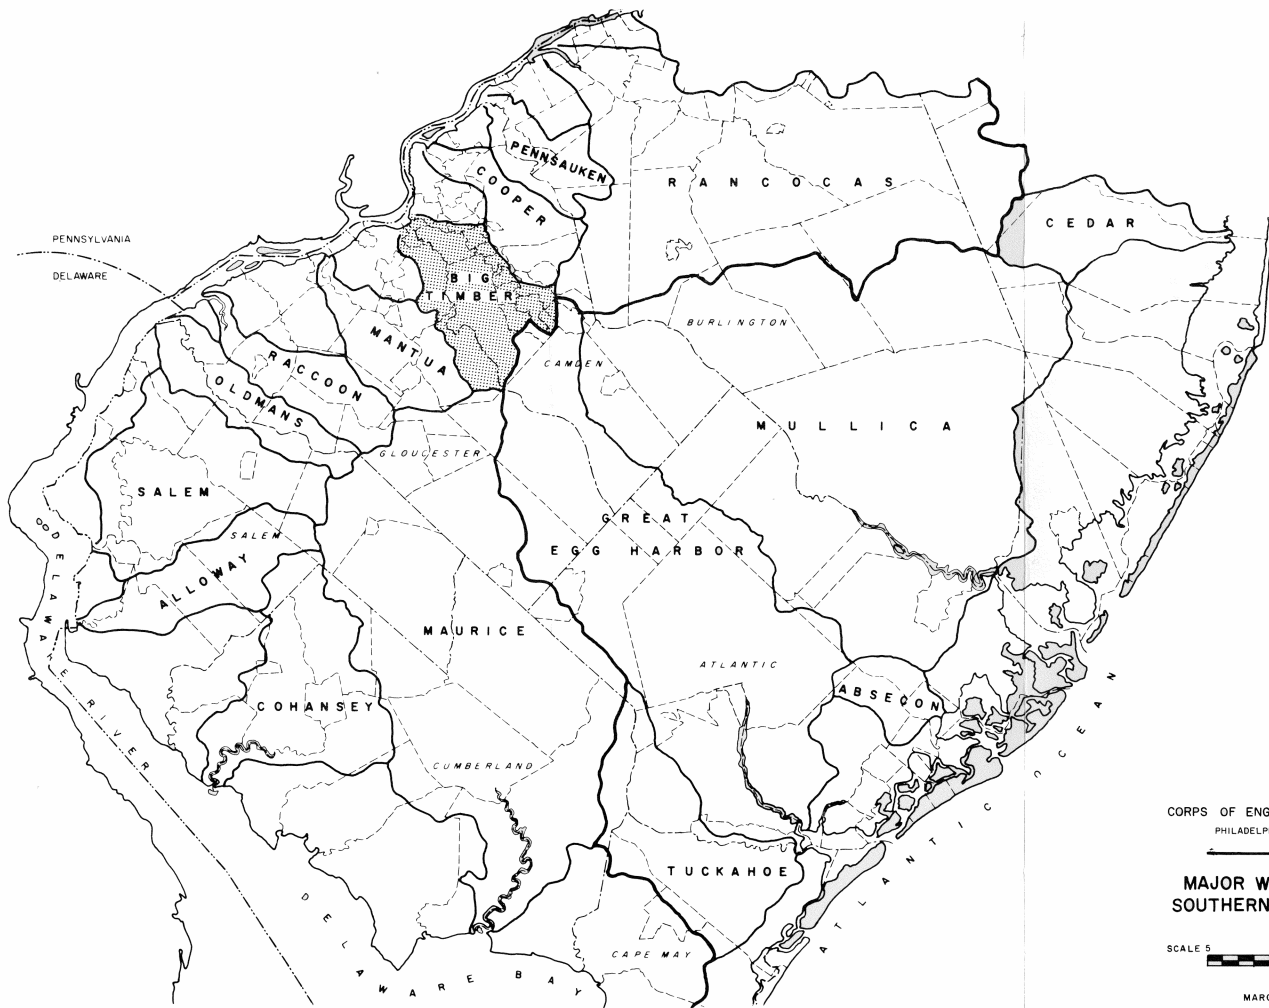 PENNSAUKEN
COOPER
RANCOCAS
CEDAR
PENNSYLVANIA
DELAWARE
BIG
TIMBER
BURLINGTON
CAMDEN
MANTUA
RACCOON
OLDMANS
MULLICA
GLOUCESTER
SALEM
SALEM
GREAT
EGG HARBOR
ALLOWAY
DELAWARE RIVER
MAURICE
ATLANTIC
ABSECON
COHANSEY
CUMBERLAND
ATLANTIC OCEAN
TUCKAHOE
CAPE MAY
DELAWARE BAY
CORPS OF ENG
PHILADELP
MAJOR W
SOUTHERN
SCALE 5
MARC